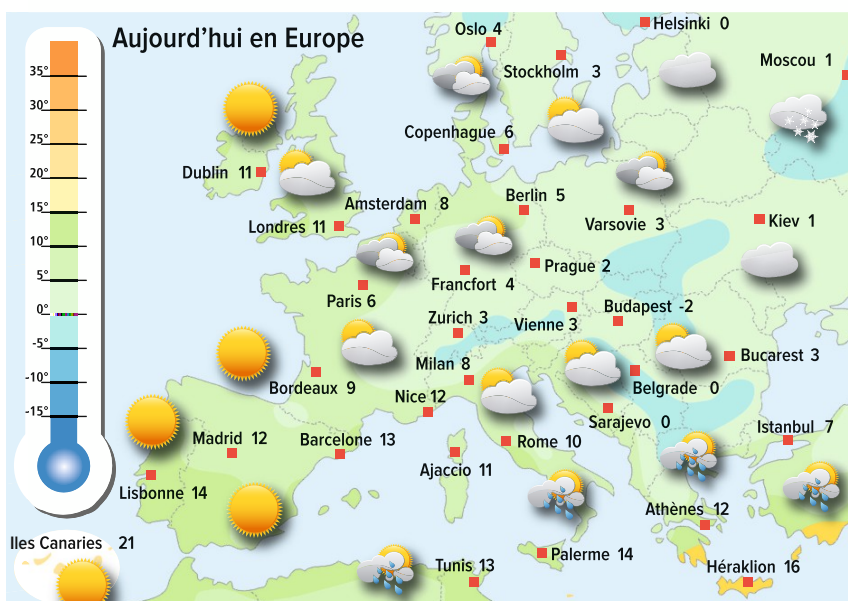 Aujourd'hui en Europe
35°
30°
25°
20°
15°
10°
5°
0°
-5°
-10°
-15°
Oslo 4
Helsinki 0
Stockholm 3
Moscou 1
Copenhague 6
Dublin 11
Amsterdam 8
Berlin 5
Londres 11
Varsovie 3
Kiev 1
Prague 2
Francfort 4
Paris 6
Zurich 3
Vienne 3
Budapest -2
Milan 8
Bucarest 3
Bordeaux 9
Nice 12
Belgrade 0
Sarajevo 0
Madrid 12
Barcelone 13
Rome 10
Istanbul 7
Ajaccio 11
Lisbonne 14
Athènes 12
Iles Canaries 21
Tunis 13
Palerme 14
Héraklion 16